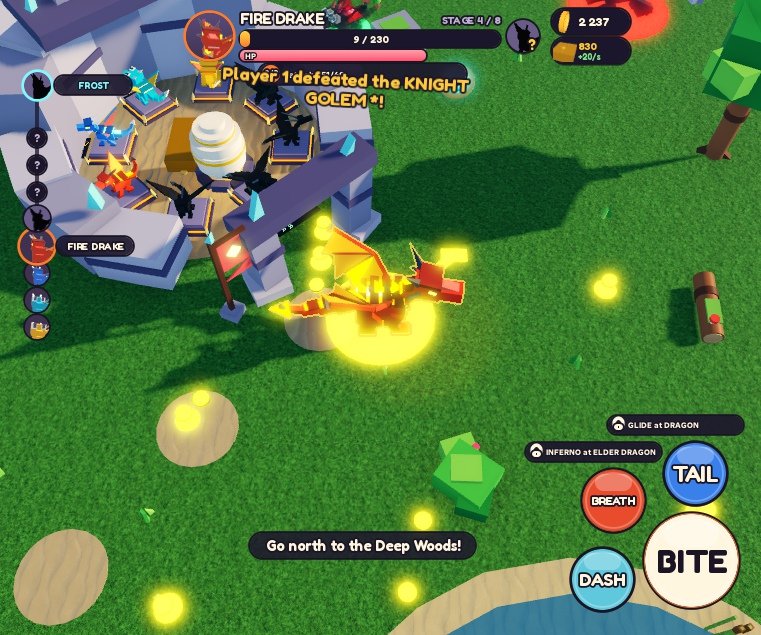 FIRE DRAKE
STAGE 4 / 8
9 / 230
HP
?
2 237
830
+20/s
Player 1 defeated the KNIGHT
GOLEM *!
FROST
?
?
?
FIRE DRAKE
GLIDE at DRAGON
INFERNO at ELDER DRAGON
TAIL
BREATH
BITE
DASH
Go north to the Deep Woods!